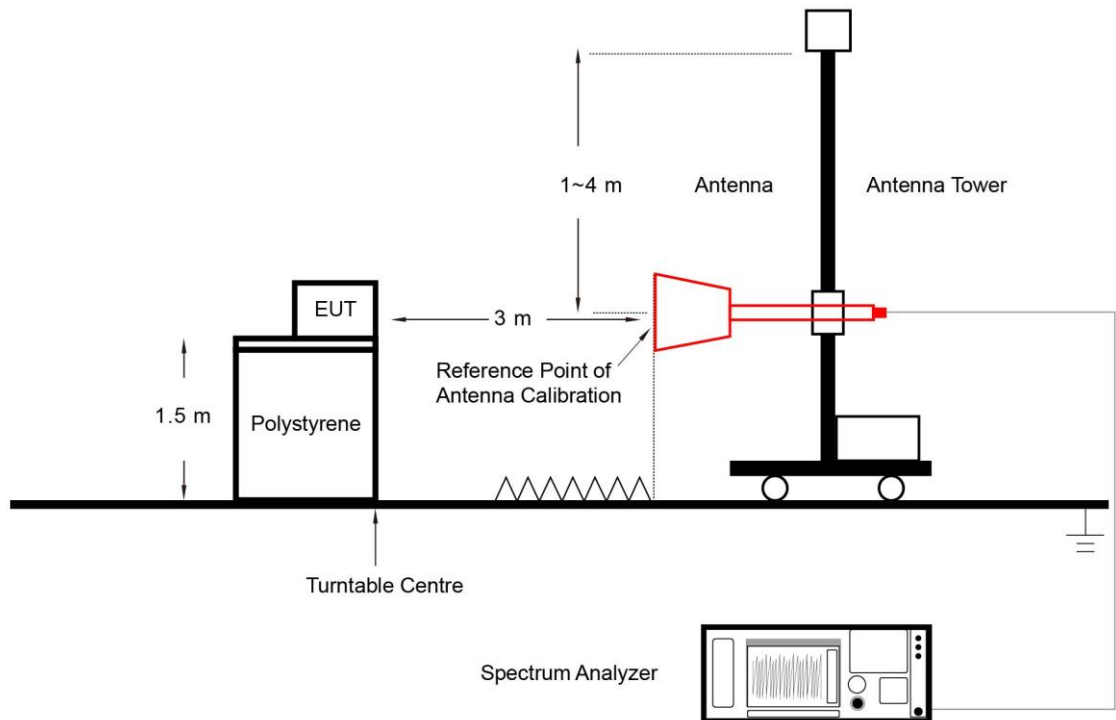 1~4 m
Antenna
Antenna Tower
EUT
3 m
Reference Point of
Antenna Calibration
1.5 m
Polystyrene
Turntable Centre
Spectrum Analyzer